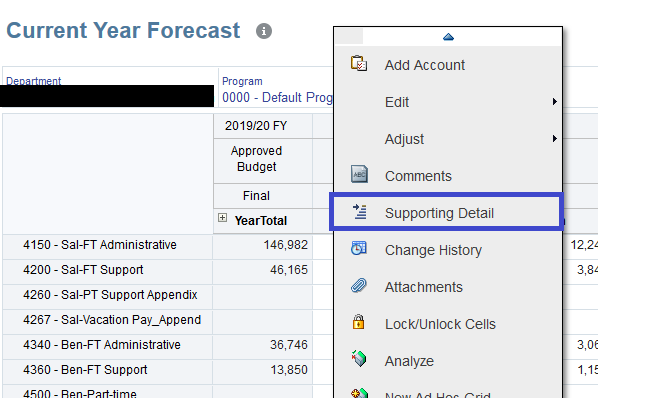 Current Year Forecast
Department
Program
0000 - Default Prog
2019/20 FY
Approved
Budget
Final
YearTotal
4150 - Sal-FT Administrative 146,982 12,24
4200 - Sal-FT Support 46,165 3,84
4260 - Sal-PT Support Appendix
4267 - Sal-Vacation Pay_Append
4340 - Ben-FT Administrative 36,746 3,06
4360 - Ben-FT Support 13,850 1,15
4500 - Ben-Part-time
Add Account
Edit
Adjust
ABC
Comments
Supporting Detail
Change History
Attachments
Lock/Unlock Cells
Analyze
New Ad Hoc Grid